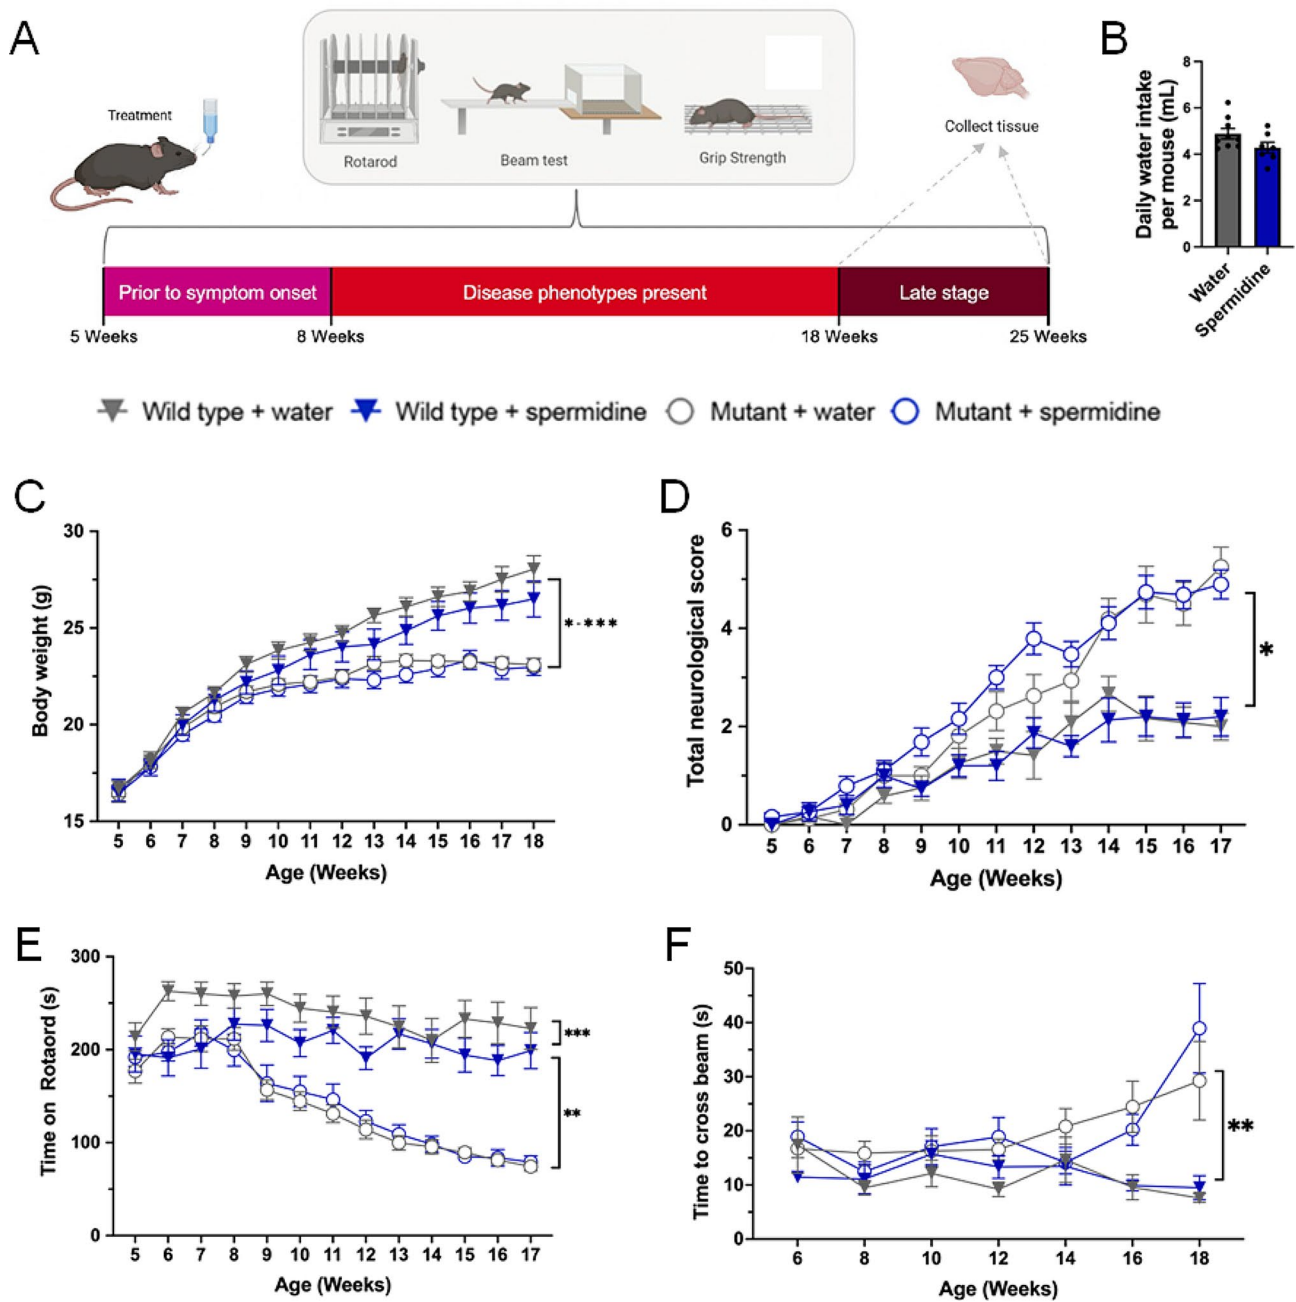 A
Treatment
Rotarod
Beam test
Grip Strength
Collect tissue
Prior to symptom onset
Disease phenotypes present
Late stage
5 Weeks
8 Weeks
18 Weeks
25 Weeks
B
Daily water intake
per mouse (mL)
8
6
4
2
0
Water
Spermidine
Wild type + water
Wild type + spermidine
Mutant + water
Mutant + spermidine
C
Body weight (g)
30
25
20
15
*-***
5 6 7 8 9 10 11 12 13 14 15 16 17 18
Age (Weeks)
D
Total neurological score
6
4
2
0
*
5 6 7 8 9 10 11 12 13 14 15 16 17
Age (Weeks)
E
Time on Rotaord (s)
300
200
100
0
***
**
5 6 7 8 9 10 11 12 13 14 15 16 17
Age (Weeks)
F
Time to cross beam (s)
50
40
30
20
10
0
**
6 8 10 12 14 16 18
Age (Weeks)